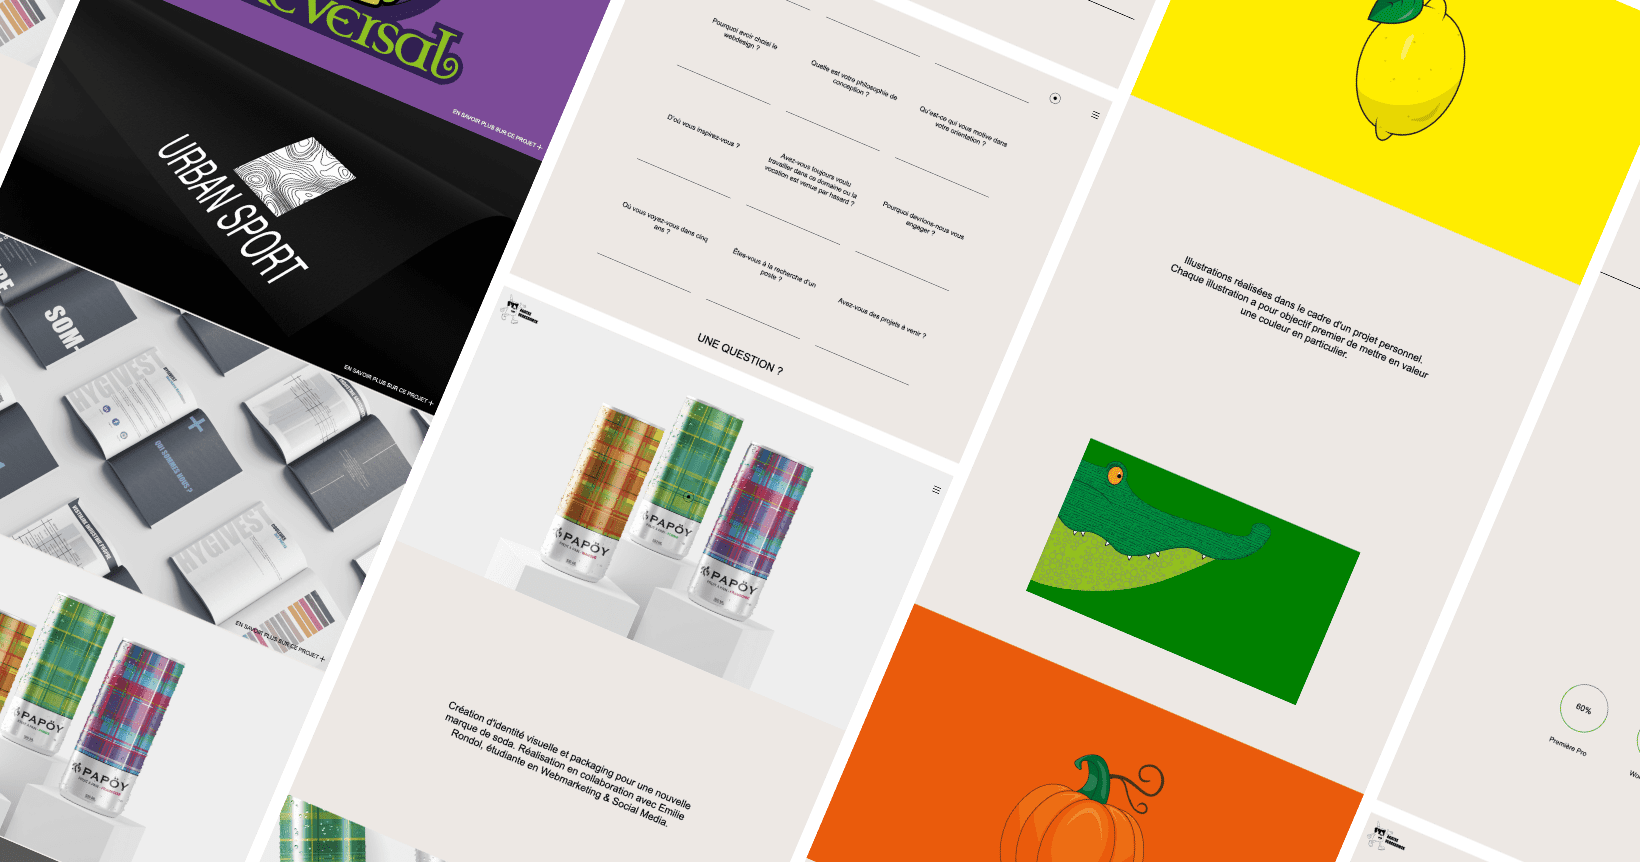 versal
EN SAVOIR PLUS SUR CE PROJET +
URBAN SPORT
EN SAVOIR PLUS SUR CE PROJET +
SOM-
HYGIVEST
QUI SOMMES NOUS ?
HYGIVEST
EN SAVOIR PLUS SUR CE PROJET +
PAPÖY
PAPÖY
Pourquoi avoir choisi le
webdesign ?
Quelle est votre philosophie de
conception ?
Qu'est-ce qui vous motive dans
votre orientation ?
D'où vous inspirez-vous ?
Avez-vous toujours voulu
travailler dans ce domaine ou la
vocation est venue par hasard ?
Pourquoi devrions-nous vous
engager ?
Où vous voyez-vous dans cinq
ans ?
Êtes-vous à la recherche d'un
poste ?
Avez-vous des projets à venir ?
UNE QUESTION ?
PAPÖY
PAPÖY
PAPÖY
Création d'identité visuelle et packaging pour une nouvelle
marque de soda. Réalisation en collaboration avec Emilie
Rondol, étudiante en Webmarketing & Social Media.
Illustrations réalisées dans le cadre d'un projet personnel.
Chaque illustration a pour objectif premier de mettre en valeur
une couleur en particulier.
60%
Première Pro